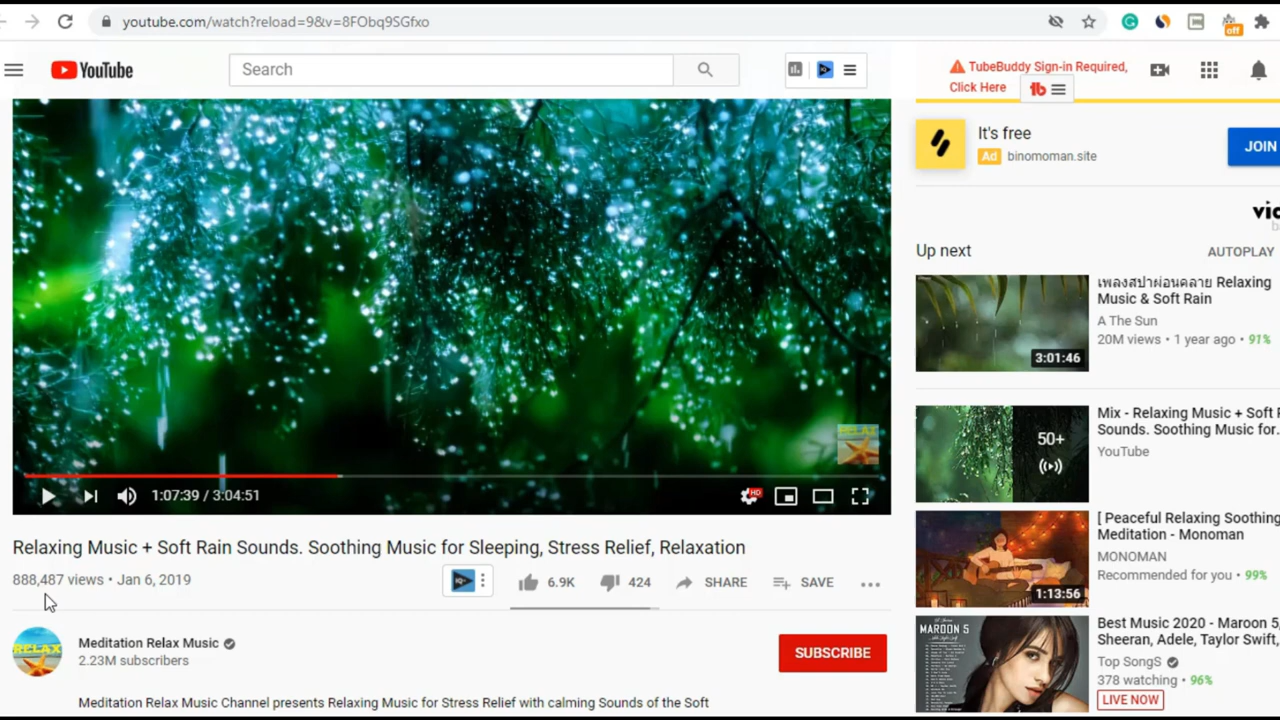 youtube.com/watch?reload=9&v=8FObq9SGfxo
off
YouTube
Search
TubeBuddy Sign-in Required,
Click Here
tb
It's free
Ad binomoman.site
JOIN
Up next
AUTOPLAY
เพลงสปาผ่อนคลาย Relaxing
Music & Soft Rain
A The Sun
20M views • 1 year ago • 91%
3:01:46
Mix - Relaxing Music + Soft
Sounds. Soothing Music for
YouTube
50+
[ Peaceful Relaxing Soothing
Meditation - Monoman
MONOMAN
Recommended for you • 99%
1:13:56
Best Music 2020 - Maroon 5,
Sheeran, Adele, Taylor Swift,
Top SongS
378 watching • 96%
LIVE NOW
MAROON 5
RELAX
1:07:39 / 3:04:51
HD
Relaxing Music + Soft Rain Sounds. Soothing Music for Sleeping, Stress Relief, Relaxation
888,487 views • Jan 6, 2019
6.9K
424
SHARE
SAVE
RELAX
Meditation Relax Music
2.23M subscribers
SUBSCRIBE
Meditation Relax Music Channel presents Relaxing Music for Stress Relief with calming Sounds of the Soft